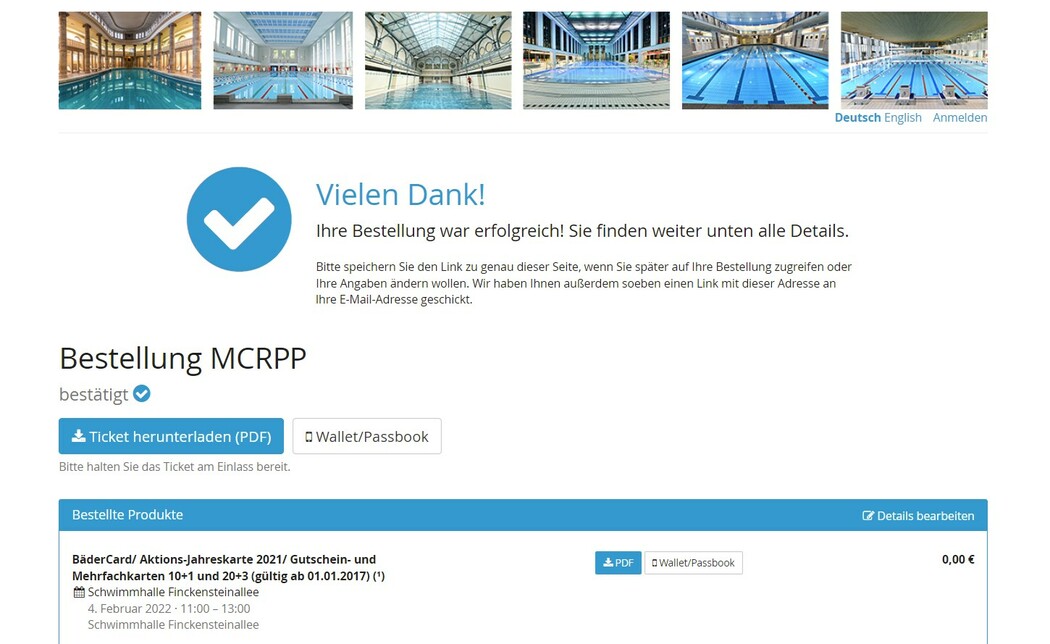 Deutsch English Anmelden
Vielen Dank!
Ihre Bestellung war erfolgreich! Sie finden weiter unten alle Details.
Bitte speichern Sie den Link zu genau dieser Seite, wenn Sie später auf Ihre Bestellung zugreifen oder
Ihre Angaben ändern wollen. Wir haben Ihnen außerdem soeben einen Link mit dieser Adresse an
Ihre E-Mail-Adresse geschickt.
Bestellung MCRPP
bestätigt
Ticket herunterladen (PDF) Wallet/Passbook
Bitte halten Sie das Ticket am Einlass bereit.
Bestellte Produkte Details bearbeiten
BäderCard/ Aktions-Jahreskarte 2021/ Gutschein- und
Mehrfachkarten 10+1 und 20+3 (gültig ab 01.01.2017) (¹)
PDF Wallet/Passbook 0,00 €
Schwimmhalle Finckensteinallee
4. Februar 2022 · 11:00 – 13:00
Schwimmhalle Finckensteinallee